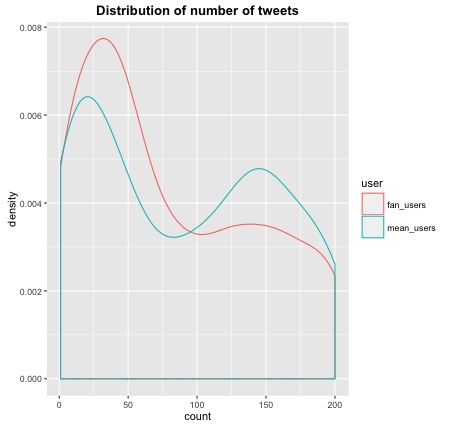 Distribution of number of tweets
0.008
0.006
0.004
0.002
0.000
density
0
50
100
150
200
count
user
fan_users
mean_users